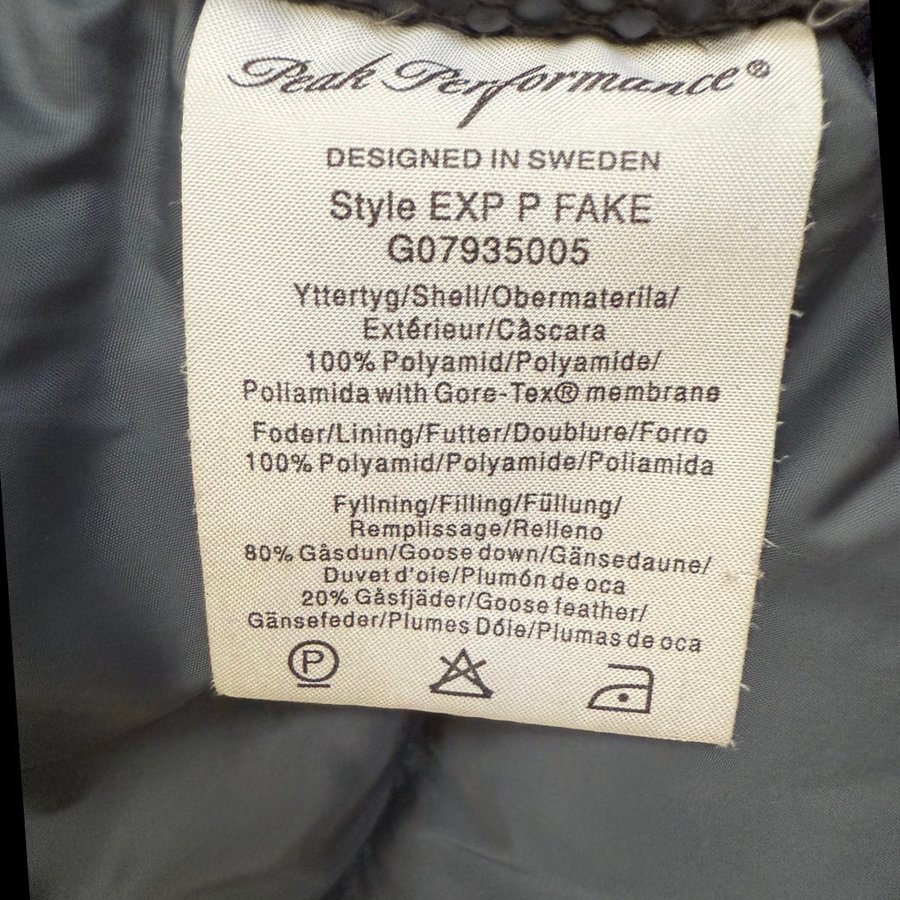 Peak Performance®
DESIGNED IN SWEDEN
Style EXP P FAKE
G07935005
Yttertyg/Shell/Obermaterila/
Extérieur/Càscara
100% Polyamid/Polyamide/
Poliamida with Gore-Tex® membrane
Foder/Lining/Futter/Doublure/Forro
100% Polyamid/Polyamide/Poliamida
Fyllning/Filling/Füllung/
Remplissage/Relleno
80% Gåsdun/Goose down/Gänsedaune/
Duvet d'oie/Plumón de oca
20% Gåsfjäder/Goose feather/
Gänsefeder/Plumes Dóie/Plumas de oca
P